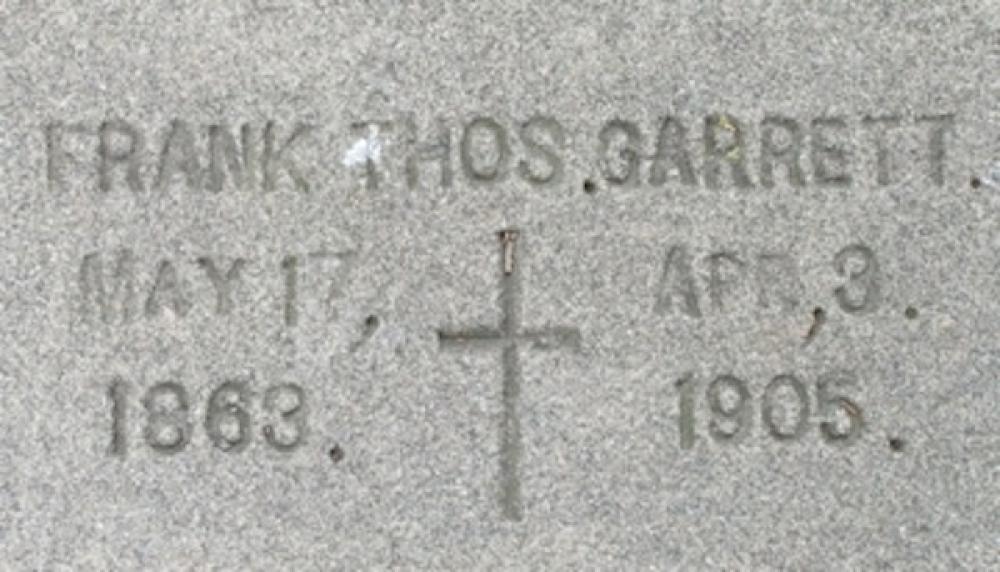 FRANK THOS. GARRETT.
MAY 17, APR. 3.
1863. 1905.